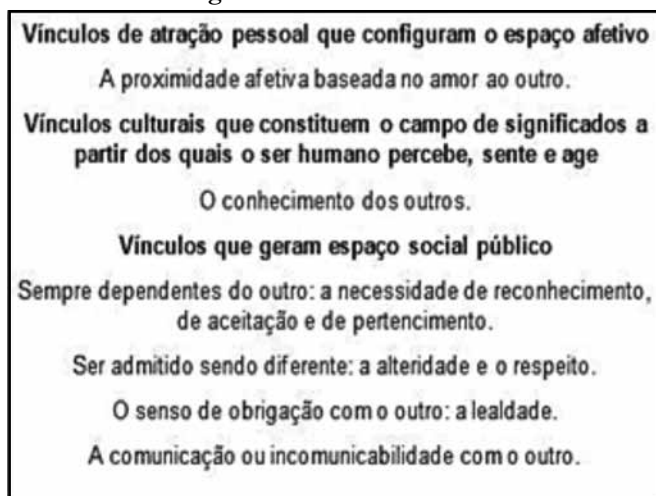 Vínculos de atração pessoal que configuram o espaço afetivo
A proximidade afetiva baseada no amor ao outro.
Vínculos culturais que constituem o campo de significados a
partir dos quais o ser humano percebe, sente e age
O conhecimento dos outros.
Vínculos que geram espaço social público
Sempre dependentes do outro: a necessidade de reconhecimento,
de aceitação e de pertencimento.
Ser admitido sendo diferente: a alteridade e o respeito.
O senso de obrigação com o outro: a lealdade.
A comunicação ou incomunicabilidade com o outro.